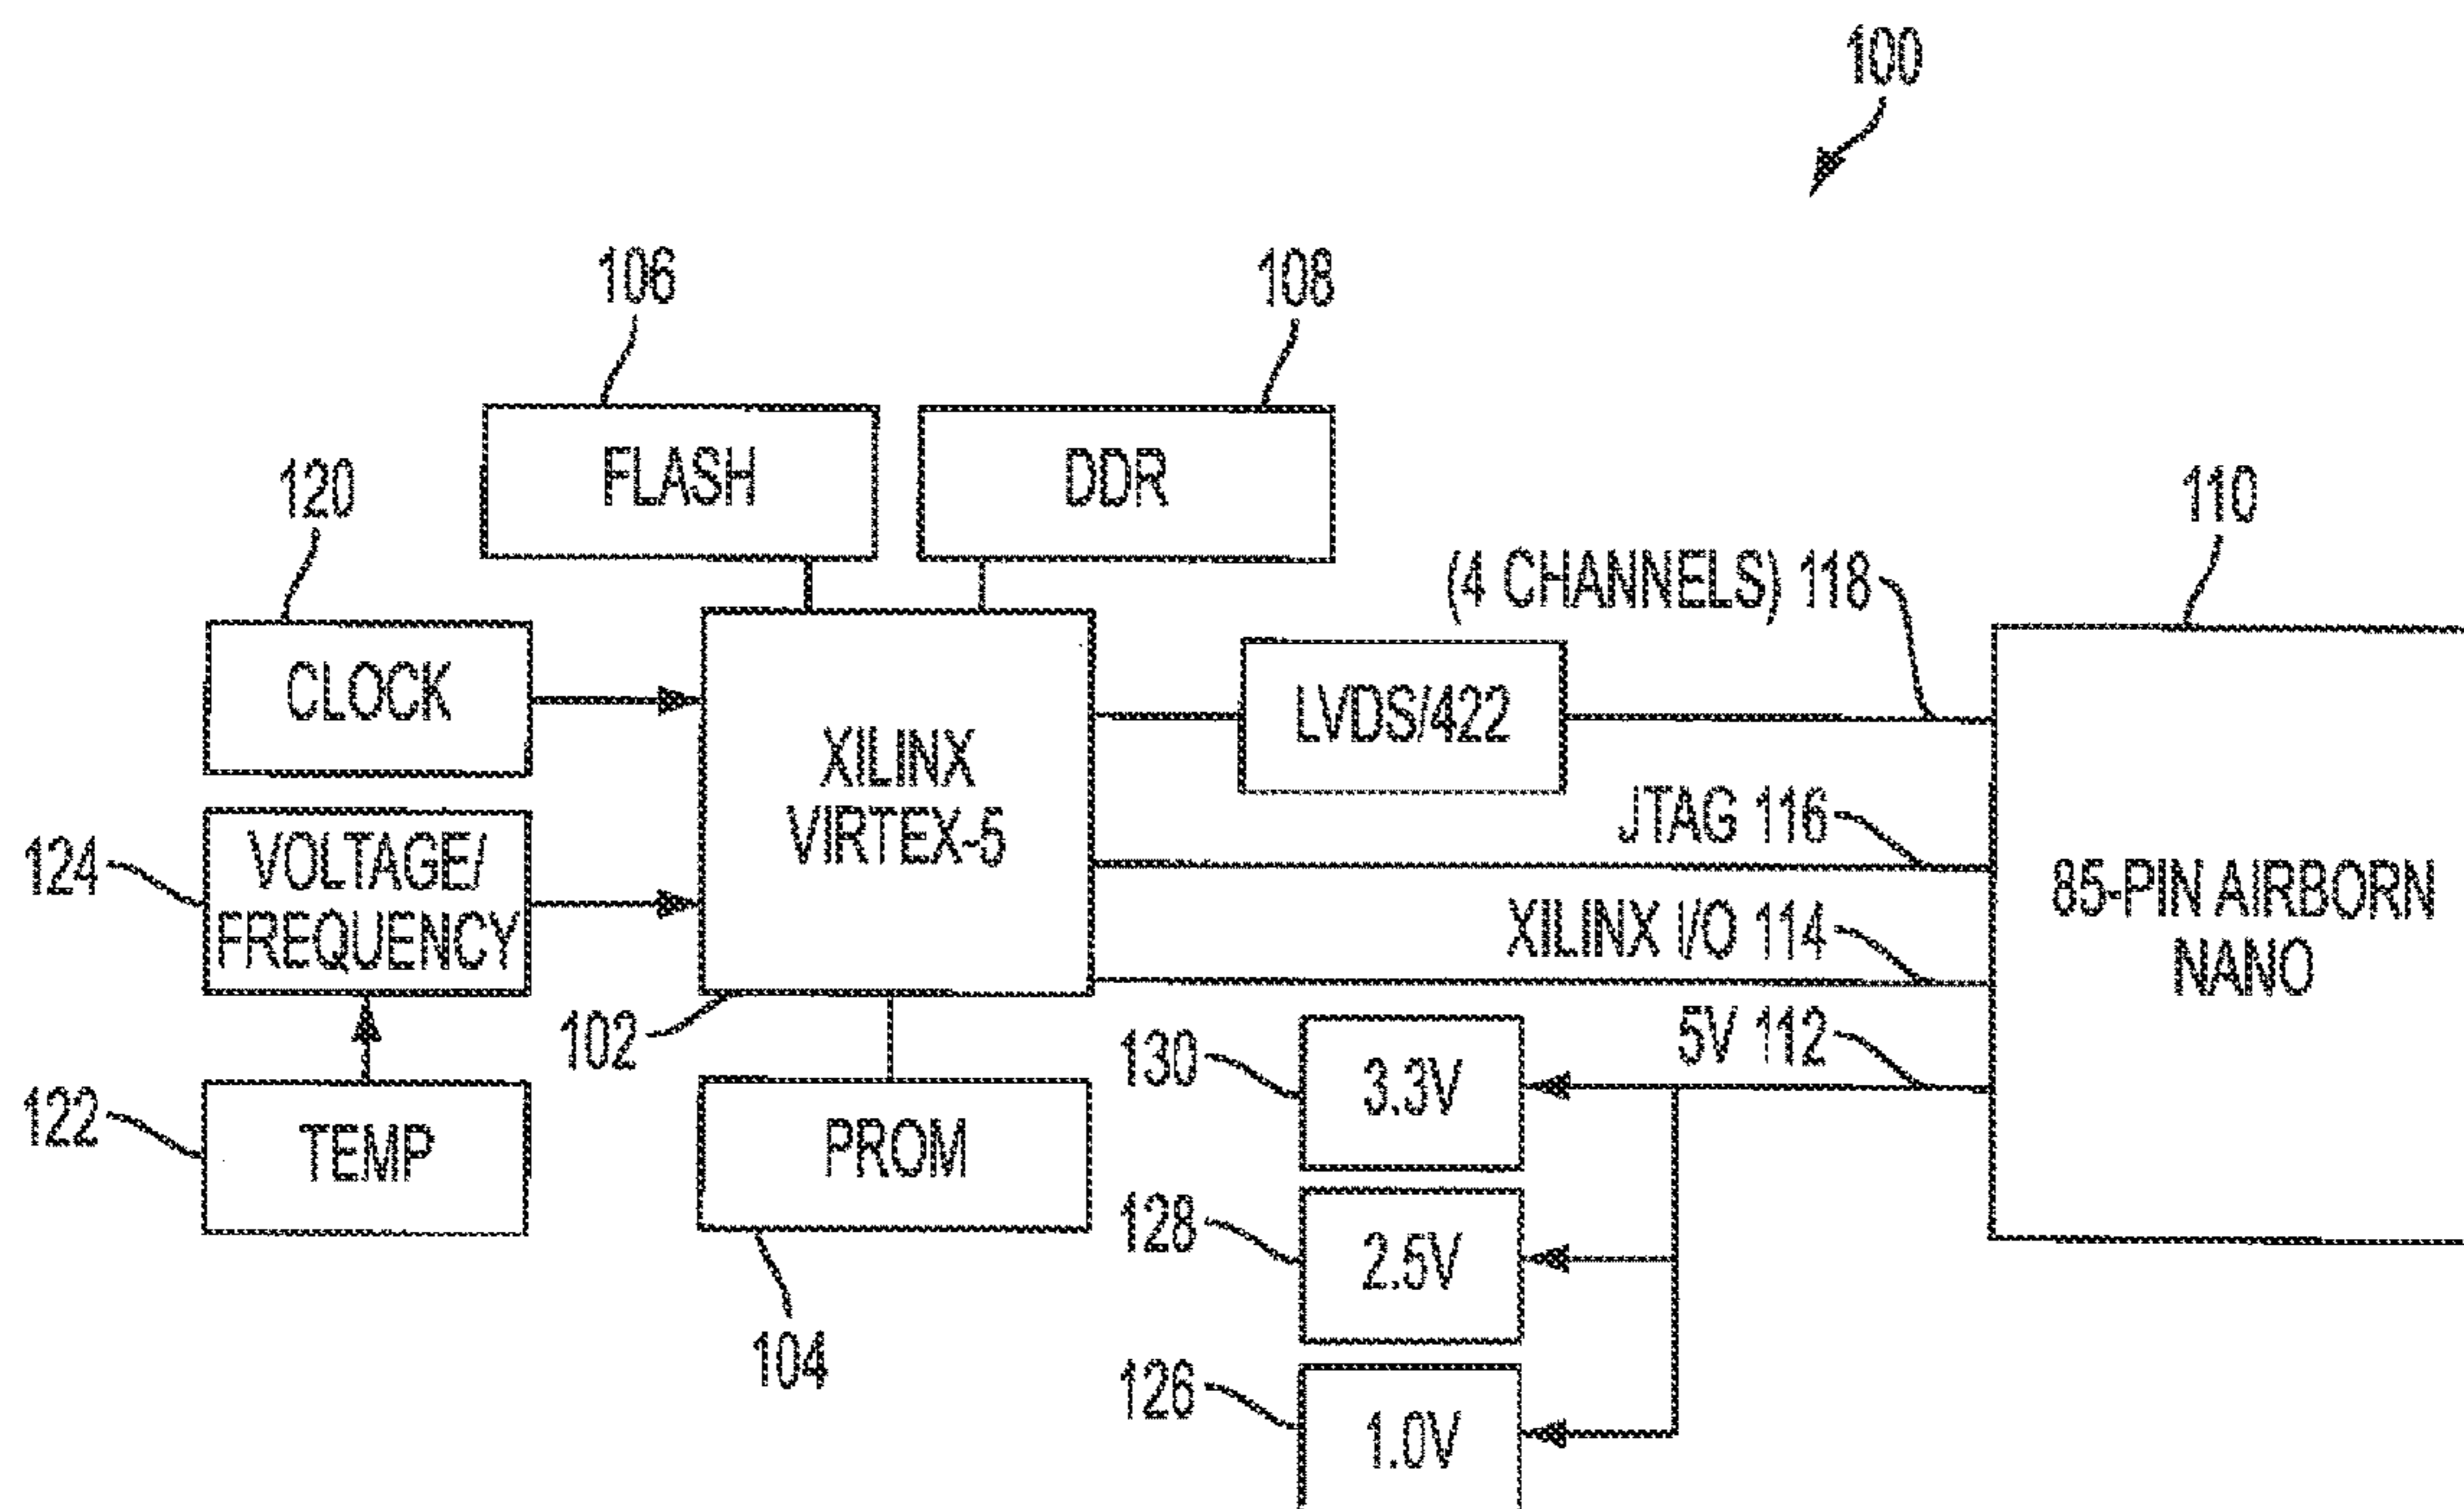 100
106
108
FLASH
DDR
120
110
(4 CHANNELS) 118
CLOCK
LVDS/422
XILINX
VIRTEX-5
JTAG 116
124
VOLTAGE/
FREQUENCY
85-PIN AIRBORN
NANO
XILINX I/O 114
102
5V 112
130
3.3V
122
TEMP
PROM
128
2.5V
104
126
1.0V